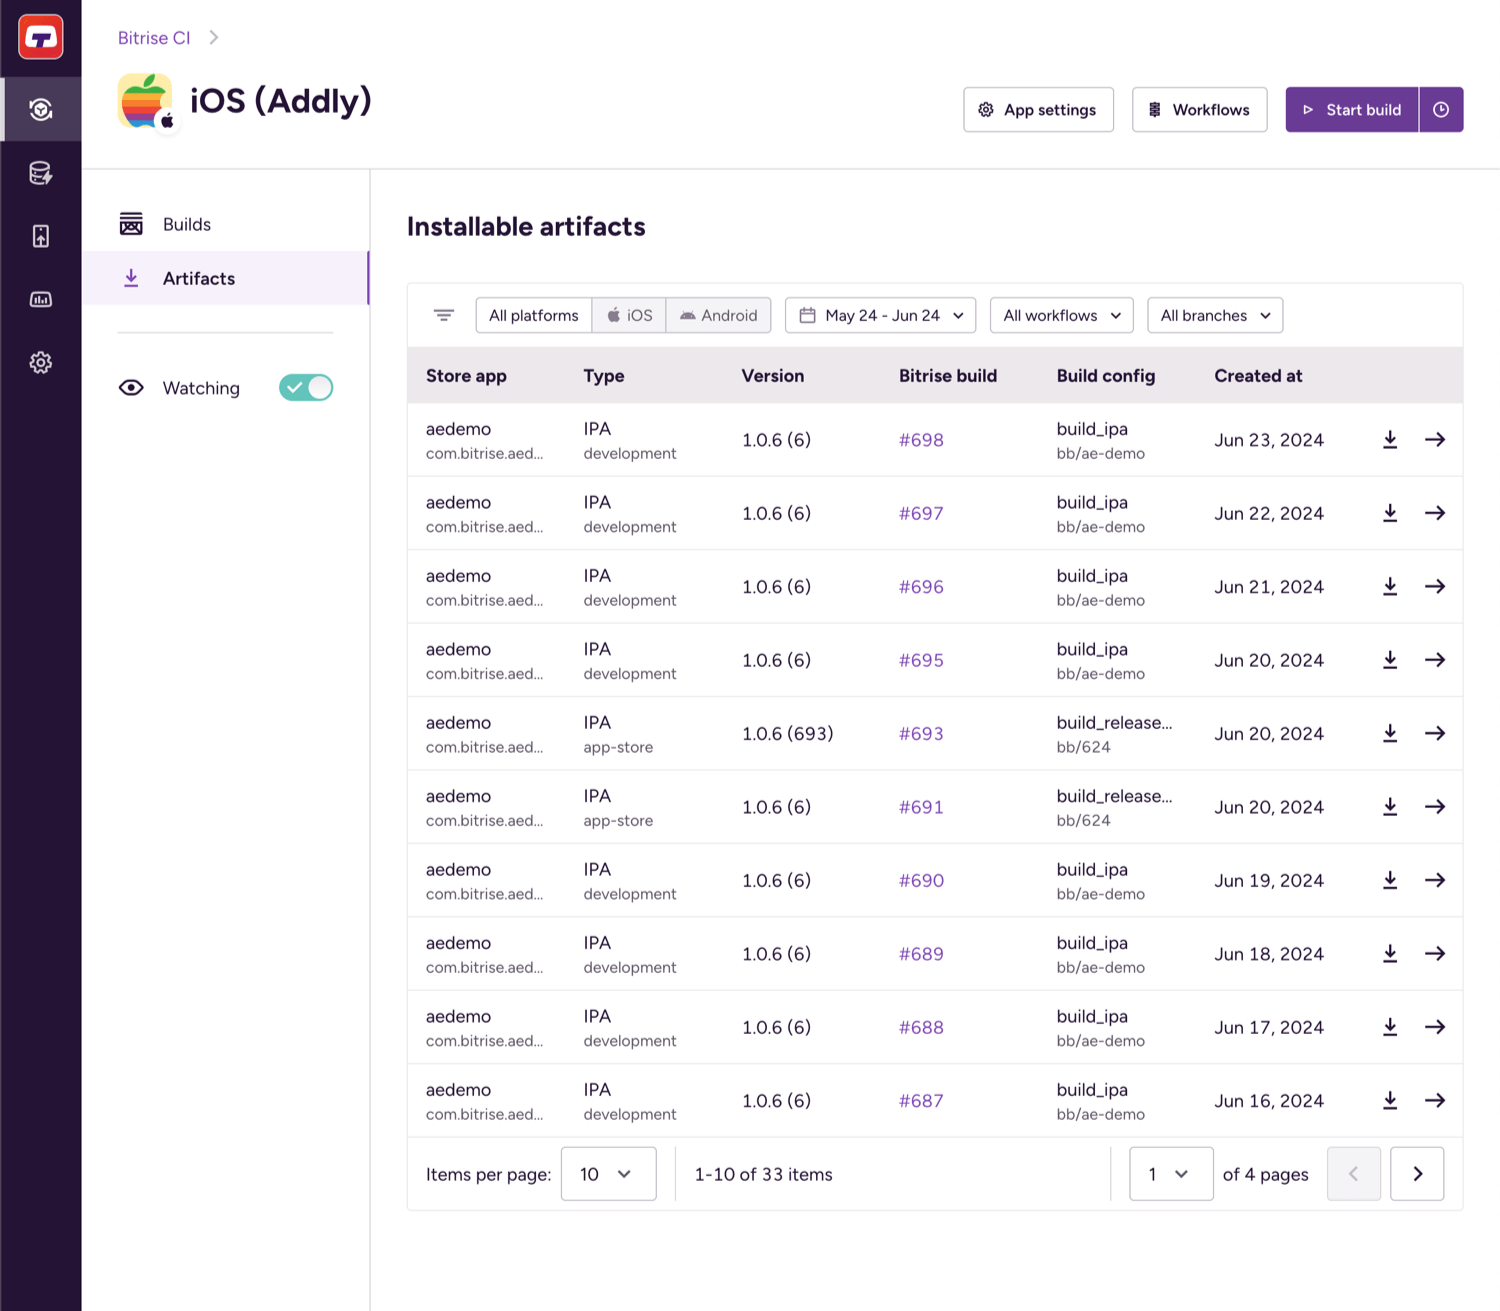 Bitrise CI
iOS (Addly)
App settings
Workflows
Start build
Builds
Artifacts
Watching
Installable artifacts
All platforms iOS Android May 24 - Jun 24 All workflows All branches
Store app Type Version Bitrise build Build config Created at
aedemo IPA 1.0.6 (6) #698 build_ipa Jun 23, 2024
com.bitrise.aed... development bb/ae-demo
aedemo IPA 1.0.6 (6) #697 build_ipa Jun 22, 2024
com.bitrise.aed... development bb/ae-demo
aedemo IPA 1.0.6 (6) #696 build_ipa Jun 21, 2024
com.bitrise.aed... development bb/ae-demo
aedemo IPA 1.0.6 (6) #695 build_ipa Jun 20, 2024
com.bitrise.aed... development bb/ae-demo
aedemo IPA 1.0.6 (693) #693 build_release... Jun 20, 2024
com.bitrise.aed... app-store bb/624
aedemo IPA 1.0.6 (6) #691 build_release... Jun 20, 2024
com.bitrise.aed... app-store bb/624
aedemo IPA 1.0.6 (6) #690 build_ipa Jun 19, 2024
com.bitrise.aed... development bb/ae-demo
aedemo IPA 1.0.6 (6) #689 build_ipa Jun 18, 2024
com.bitrise.aed... development bb/ae-demo
aedemo IPA 1.0.6 (6) #688 build_ipa Jun 17, 2024
com.bitrise.aed... development bb/ae-demo
aedemo IPA 1.0.6 (6) #687 build_ipa Jun 16, 2024
com.bitrise.aed... development bb/ae-demo
Items per page: 10 1-10 of 33 items 1 of 4 pages